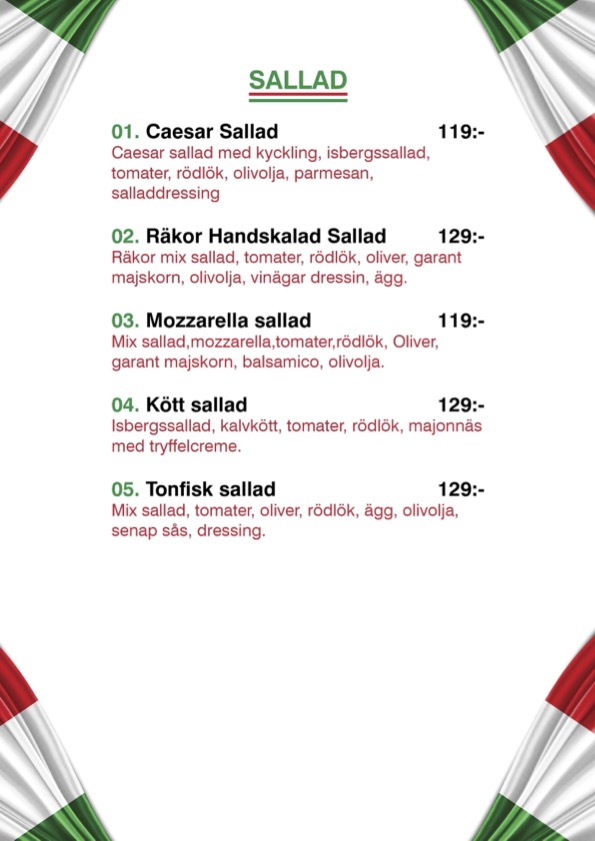 SALLAD
01. Caesar Sallad 119:-
Caesar sallad med kyckling, isbergssallad,
tomater, rödlök, olivolja, parmesan,
salladdressing
02. Räkor Handskalad Sallad 129:-
Räkor mix sallad, tomater, rödlök, oliver, garant
majskorn, olivolja, vinägar dressin, ägg.
03. Mozzarella sallad 119:-
Mix sallad,mozzarella,tomater,rödlök, Oliver,
garant majskorn, balsamico, olivolja.
04. Kött sallad 129:-
Isbergssallad, kalvkött, tomater, rödlök, majonnäs
med tryffelcreme.
05. Tonfisk sallad 129:-
Mix sallad, tomater, oliver, rödlök, ägg, olivolja,
senap sås, dressing.